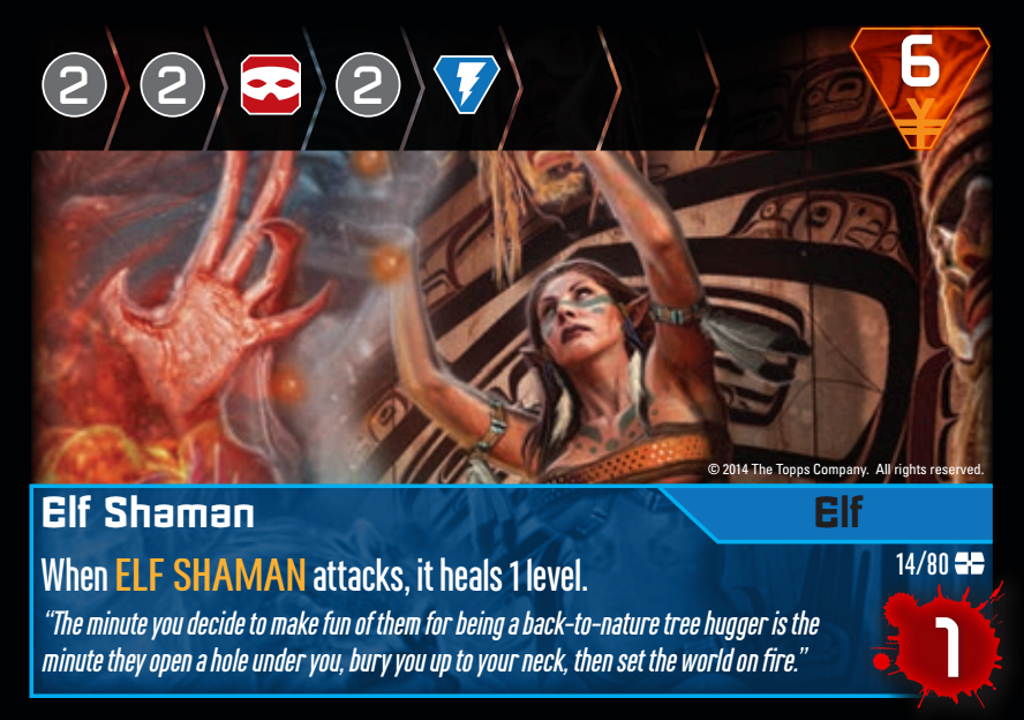 2 2 2 6
¥
© 2014 The Topps Company. All rights reserved.
Elf Shaman Elf
When ELF SHAMAN attacks, it heals 1 level.
14/80
“The minute you decide to make fun of them for being a back-to-nature tree hugger is the
minute they open a hole under you, bury you up to your neck, then set the world on fire.”
1